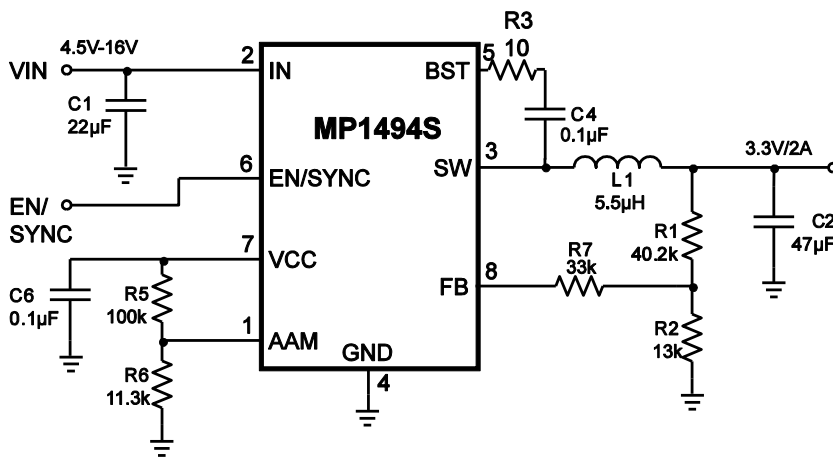 4.5V-16V
VIN
2
IN
C1
22µF
MP1494S
BST
5
R3
10
C4
0.1µF
SW
3
L1
5.5µH
3.3V/2A
6
EN/SYNC
EN/
SYNC
7
VCC
C6
0.1µF
R5
100k
1
AAM
R6
11.3k
GND
4
FB
8
R7
33k
R1
40.2k
R2
13k
C2
47µF